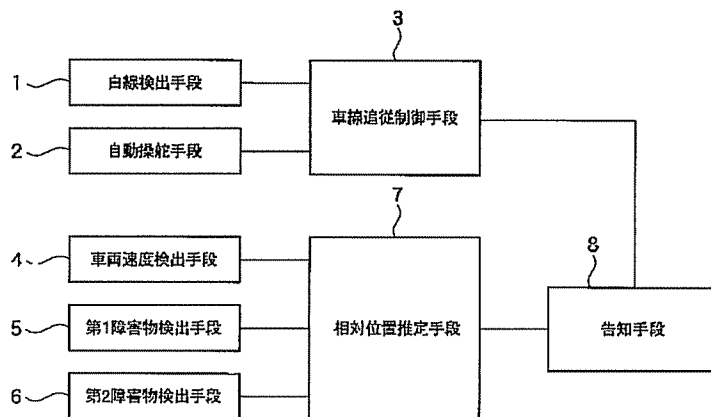 3
1
白線検出手段
車線追従制御手段
2
自動操舵手段
7
4
車両速度検出手段
8
5
第1障害物検出手段
相対位置推定手段
告知手段
6
第2障害物検出手段